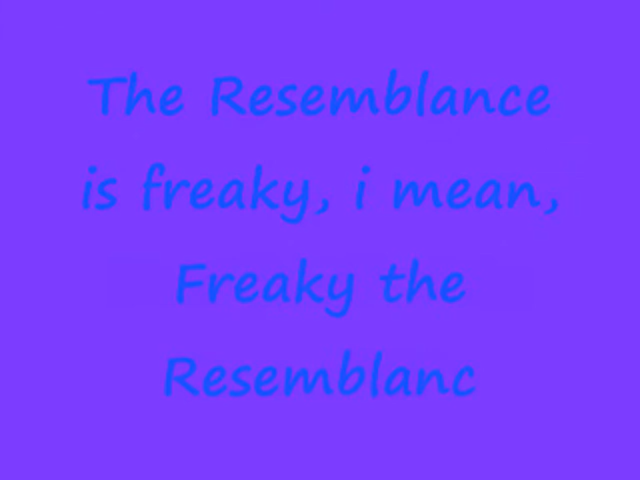 The Resemblance
is freaky, i mean,
Freaky the
Resemblanc